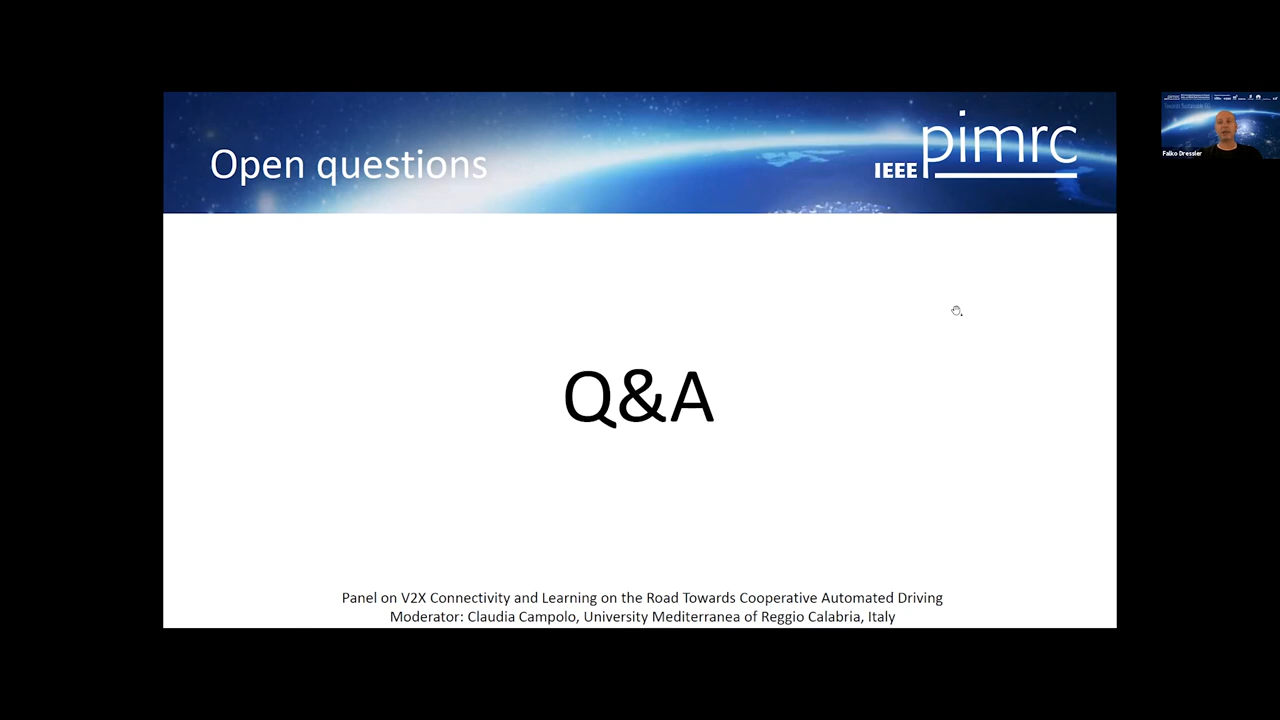 Open questions
IEEE pimrc
Q&A
Panel on V2X Connectivity and Learning on the Road Towards Cooperative Automated Driving
Moderator: Claudia Campolo, University Mediterranea of Reggio Calabria, Italy
Falko Dressler